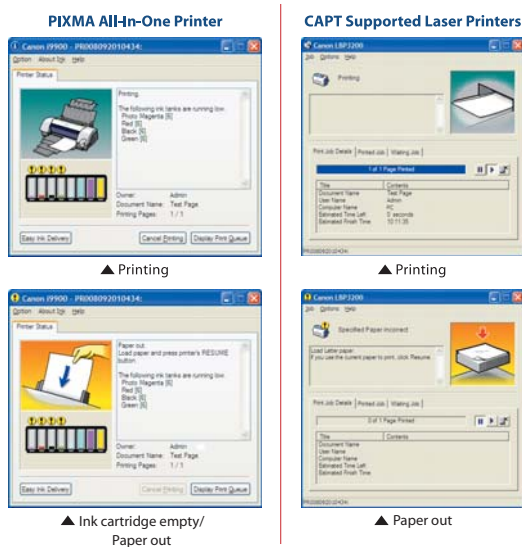 PIXMA All-In-One Printer
Canon i9900 - PR008092010434:
Option About Ink Help
Printer Status
Printing.
The following ink tanks are running low.
Photo Magenta [6]
Red [6]
Black [6]
Green [6]
Owner: Admin
Document Name: Test Page
Printing Pages: 1 / 1
Easy Ink Delivery
Cancel Printing
Display Print Queue
▲ Printing
Canon i9900 - PR008092010434:
Option About Ink Help
Printer Status
Paper out.
Load paper and press printer's RESUME
button.
The following ink tanks are running low.
Photo Magenta [6]
Red [6]
Black [6]
Green [6]
Owner: Admin
Document Name: Test Page
Printing Pages: 1 / 1
Easy Ink Delivery
Cancel Printing
Display Print Queue
▲ Ink cartridge empty/
Paper out
CAPT Supported Laser Printers
Canon LBP3200
Job Options Help
Printing
Print Job Details
Printed Job
Waiting Job
1 of 1 Page Printed
Title Contents
Document Name Test Page
User Name Admin
Computer Name PC
Estimated Time Left 0 seconds
Estimated Finish Time 10:11:35
PR008092010434:
▲ Printing
Canon LBP3200
Job Options Help
Specified Paper incorrect
Load Letter paper.
If you use the current paper to print, click Resume.
Print Job Details
Printed Job
Waiting Job
0 of 1 Page Printed
Title Contents
Document Name
User Name
Computer Name
Estimated Time Left
Estimated Finish Time
PR008092010434:
▲ Paper out